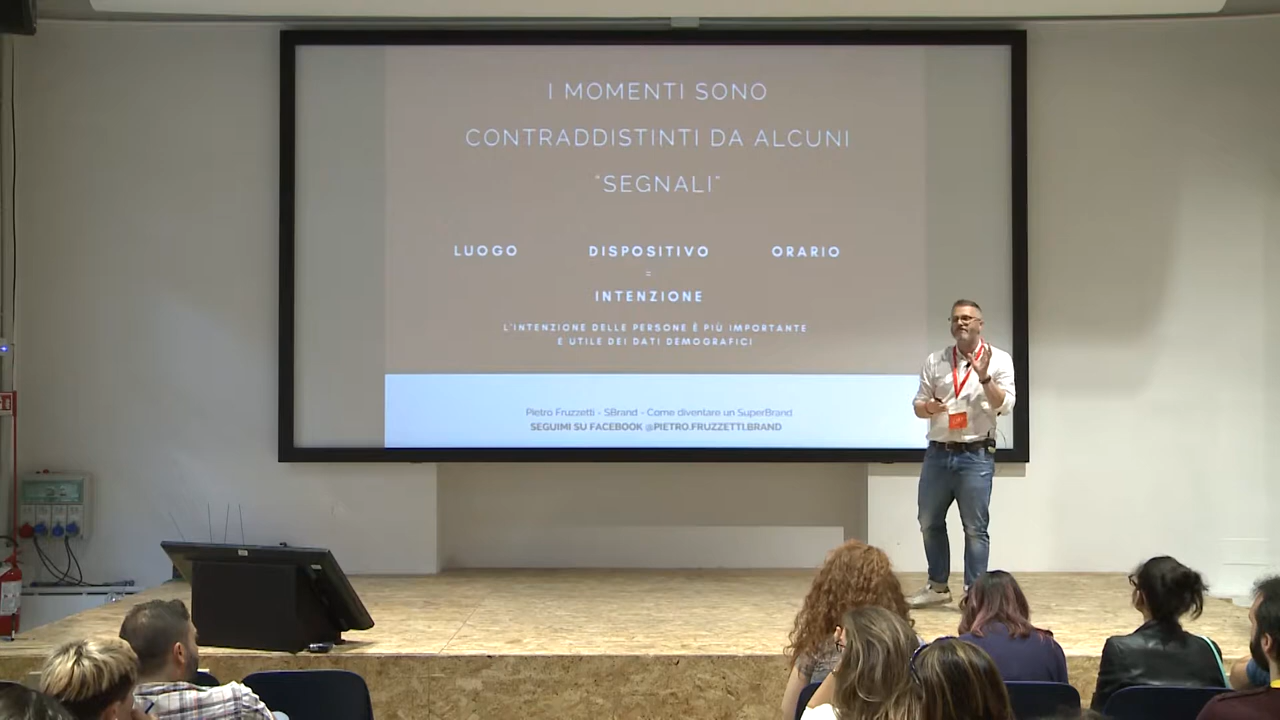 I MOMENTI SONO
CONTRADDISTINTI DA ALCUNI
"SEGNALI"
LUOGO DISPOSITIVO ORARIO
=
INTENZIONE
L'INTENZIONE DELLE PERSONE È PIÙ IMPORTANTE
E UTILE DEI DATI DEMOGRAFICI
Pietro Fruzzetti - SBrand - Come diventare un SuperBrand
SEGUIMI SU FACEBOOK @PIETRO.FRUZZETTI.BRAND